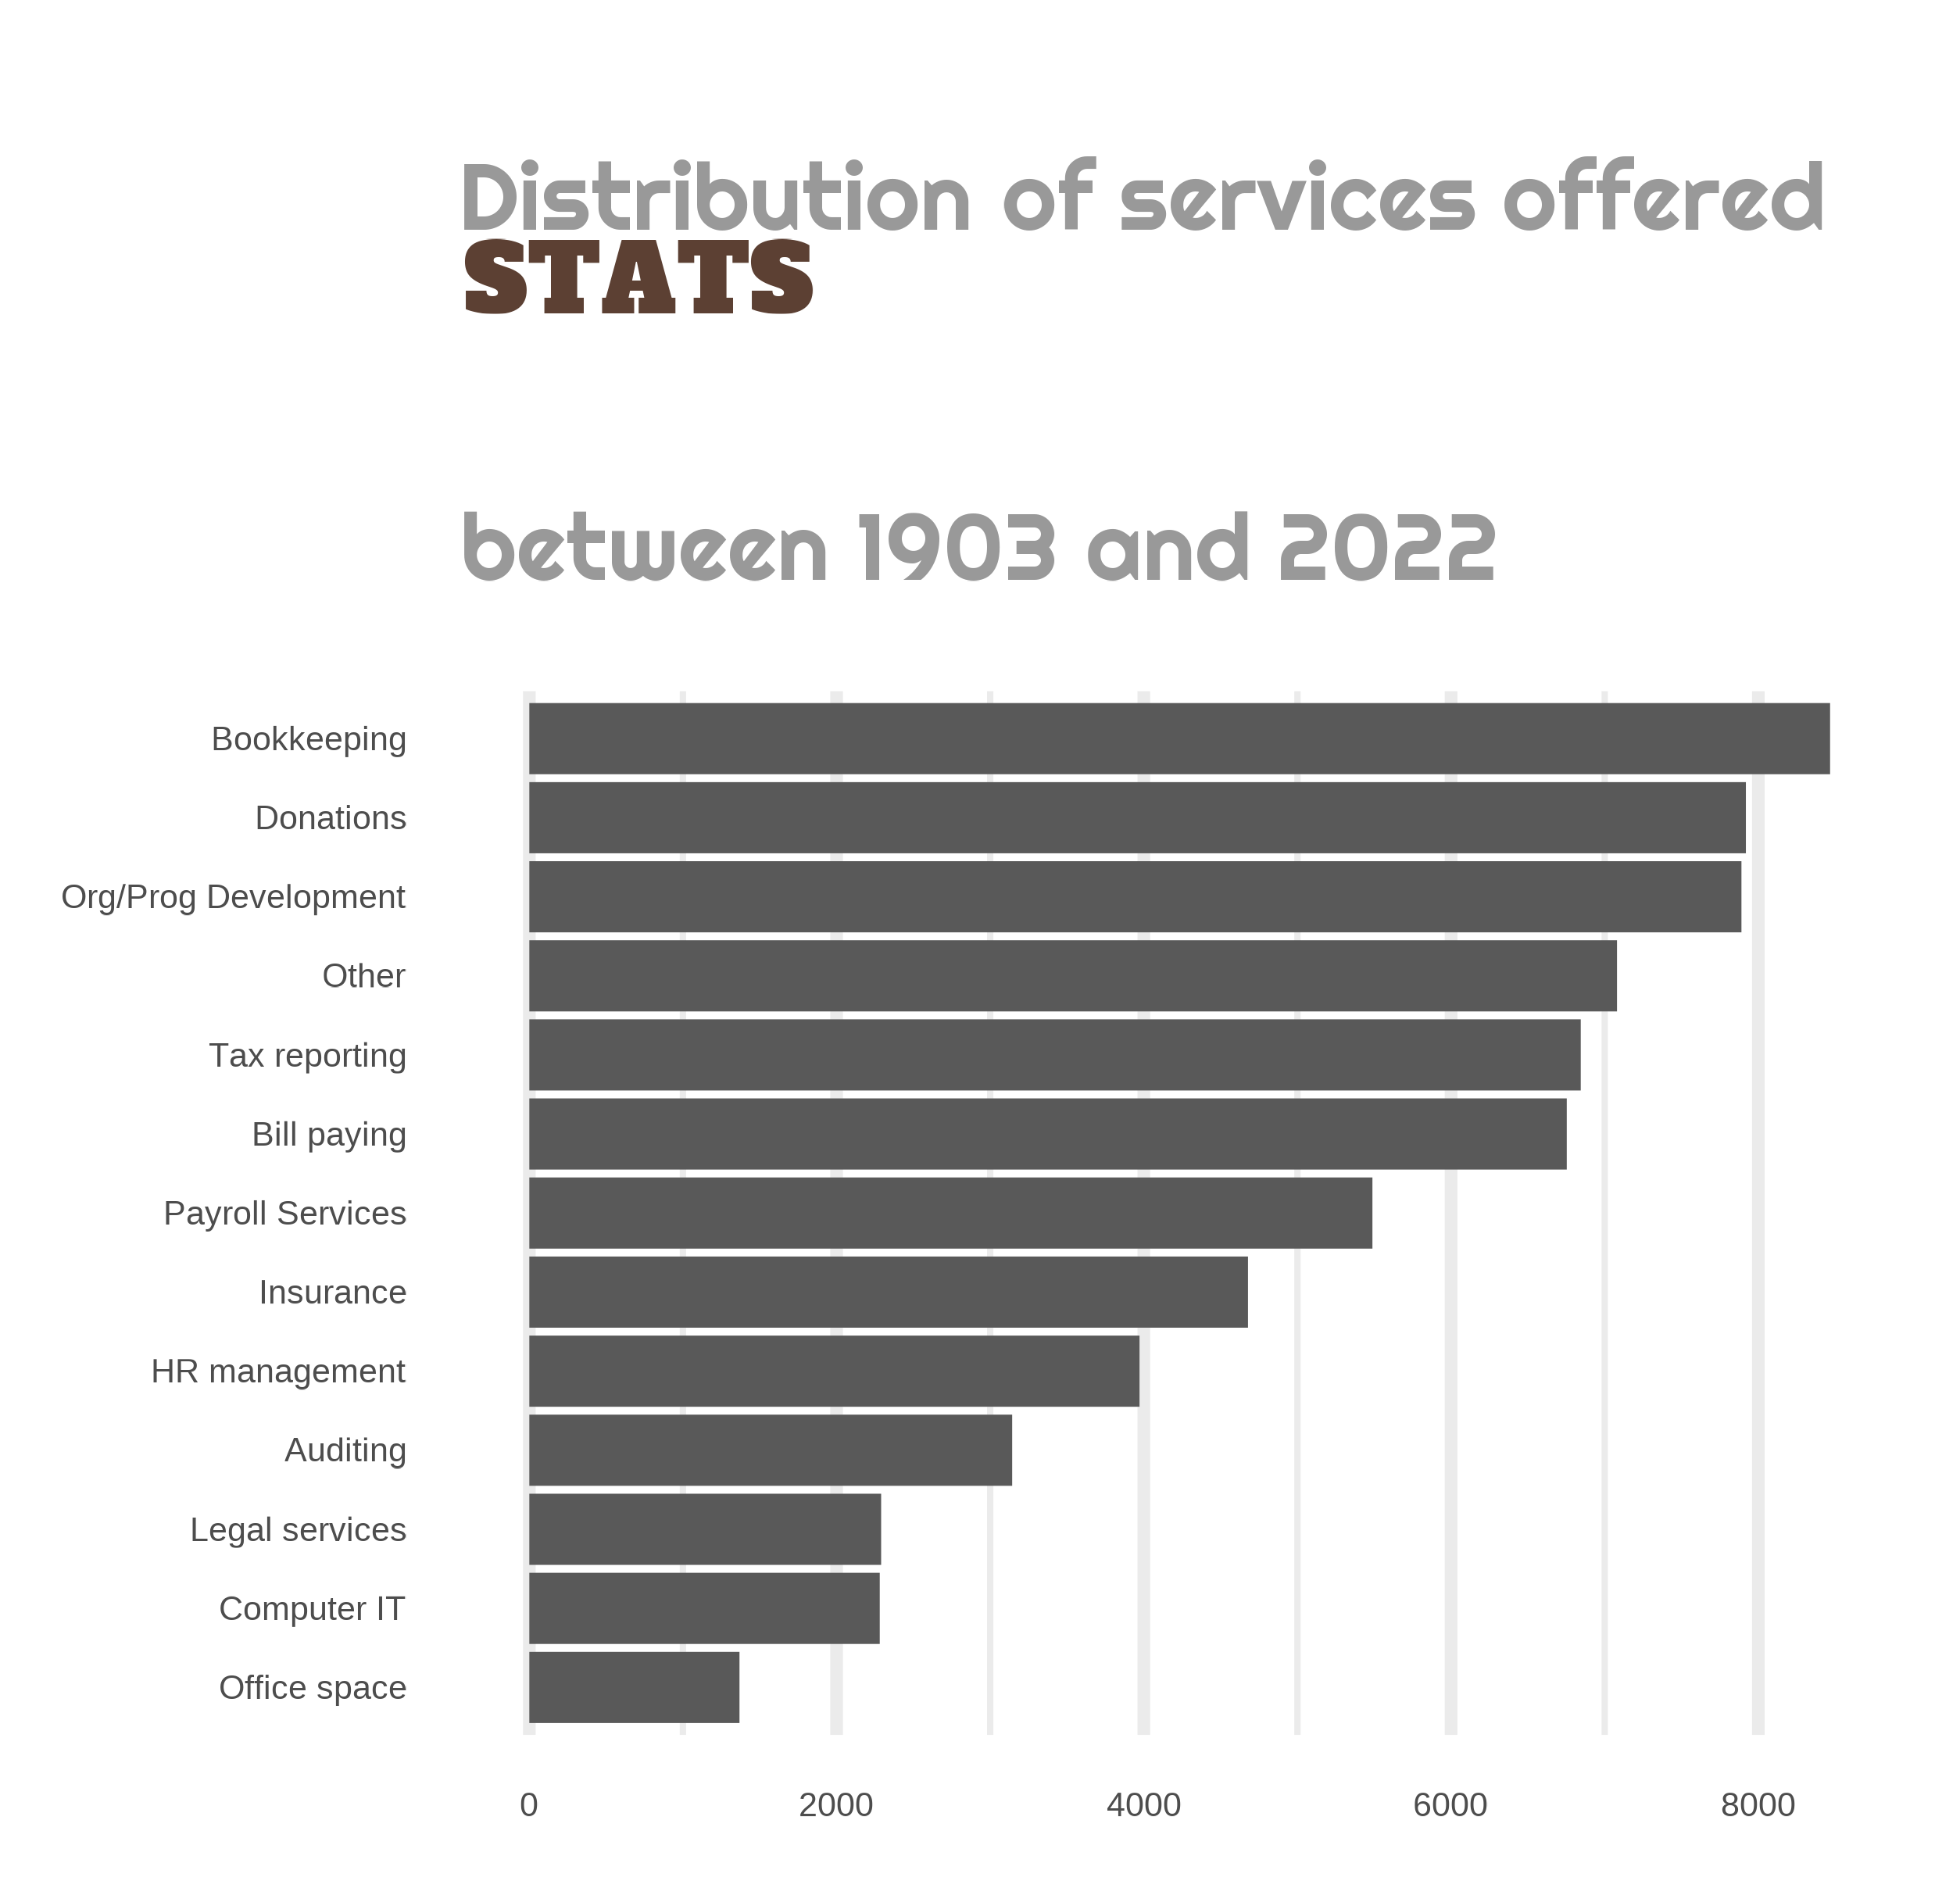 Distribution of services offered
STATS
between 1903 and 2022
Bookkeeping
Donations
Org/Prog Development
Other
Tax reporting
Bill paying
Payroll Services
Insurance
HR management
Auditing
Legal services
Computer IT
Office space
0 2000 4000 6000 8000